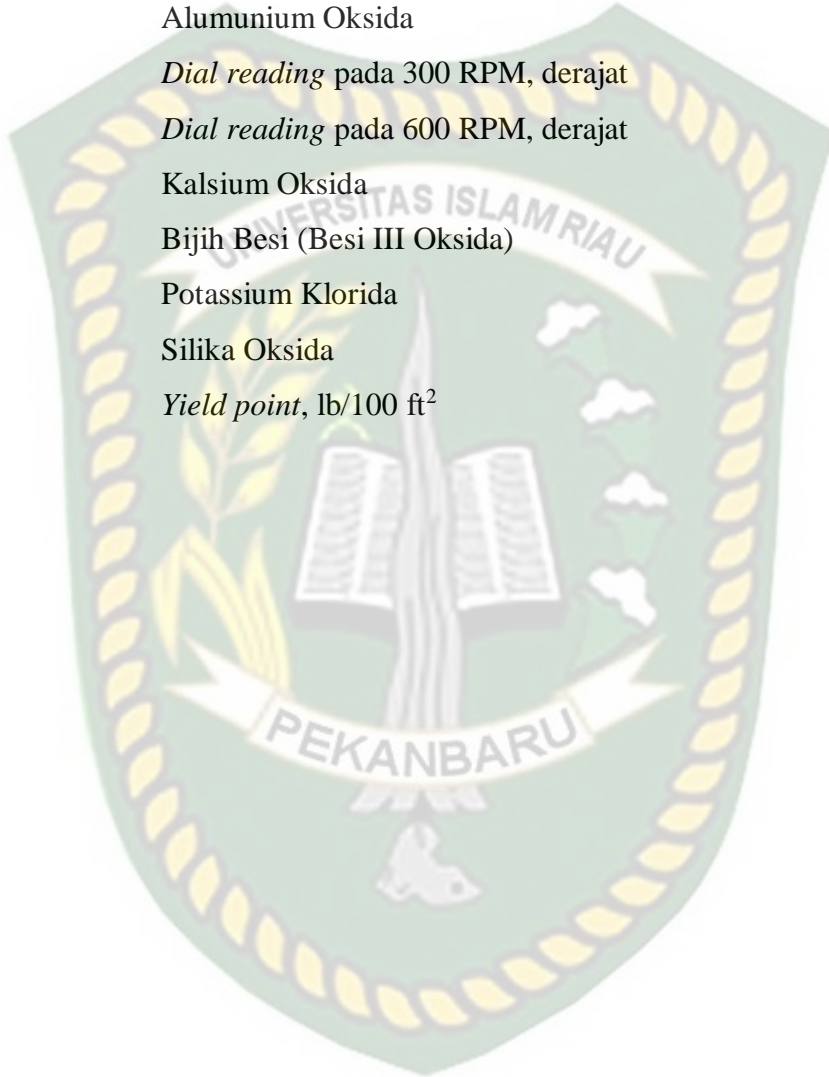 Alumunium Oksida
Dial reading pada 300 RPM, derajat
Dial reading pada 600 RPM, derajat
Kalsium Oksida
UNIVERSITAS ISLAM RIAU
Bijih Besi (Besi III Oksida)
Potassium Klorida
Silika Oksida
Yield point, lb/100 ft²
PEKANBARU